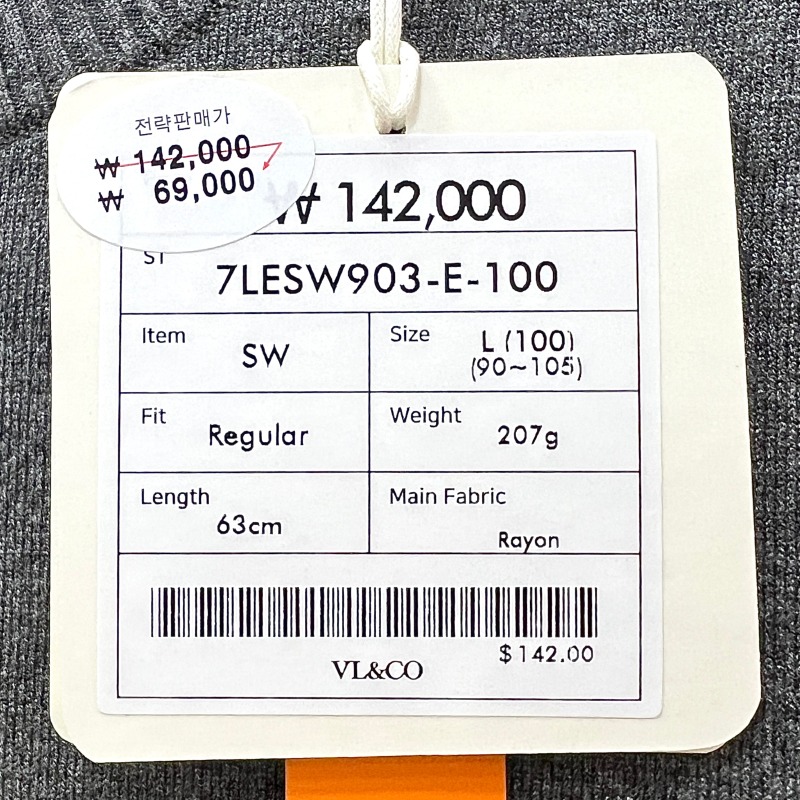 전략판매가
₩ 142,000
₩ 69,000
₩ 142,000
ST
7LESW903-E-100
Item
SW
Size
L (100)
(90~105)
Fit
Regular
Weight
207g
Length
63cm
Main Fabric
Rayon
$142.00
VL&CO